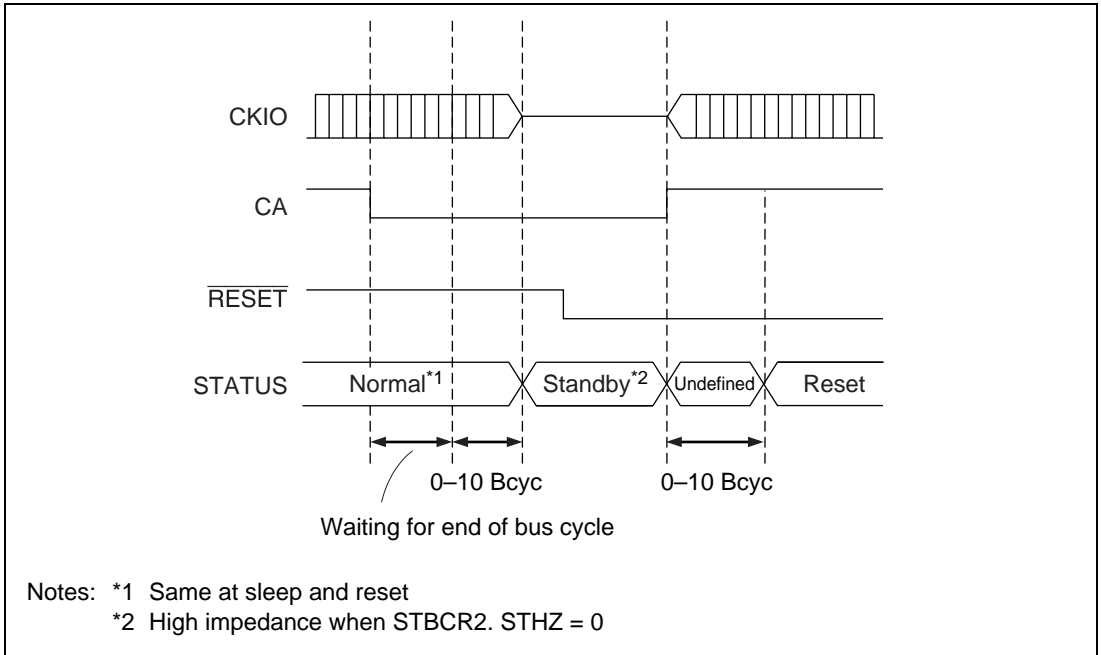 CKIO
CA
RESET
STATUS Normal*1 Standby*2 Undefined Reset
0–10 Bcyc 0–10 Bcyc
Waiting for end of bus cycle
Notes: *1 Same at sleep and reset
*2 High impedance when STBCR2. STHZ = 0